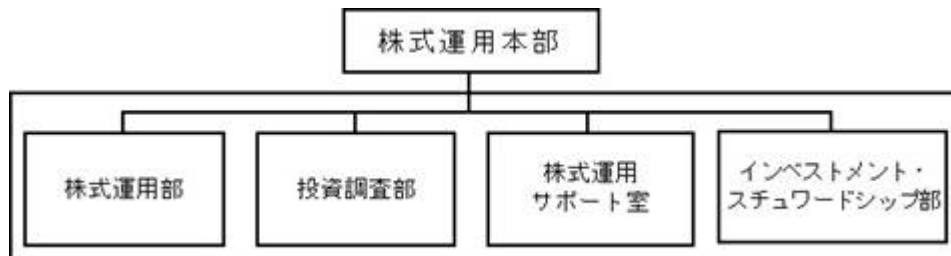 株式運用本部
株式運用部
投資調査部
株式運用
サポート室
インベストメント・
スチュワードシップ部